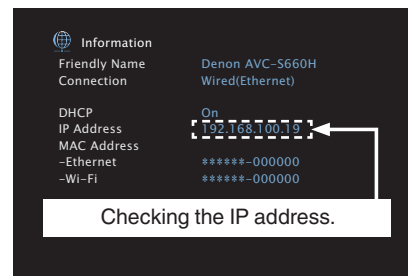 Information
Friendly Name Denon AVC-S660H
Connection Wired(Ethernet)
DHCP On
IP Address 192.168.100.19
MAC Address
-Ethernet ******-000000
-Wi-Fi ******-000000
Checking the IP address.